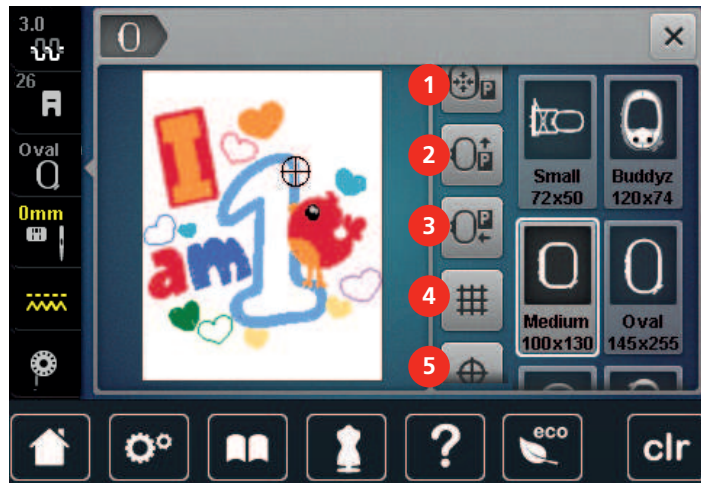 3.0
26
Oval
0mm
I
am 1
1
2
3
4
5
P
P
P
Small
72x50
Buddyz
120x74
Medium
100x130
Oval
145x255
?
eco
clr